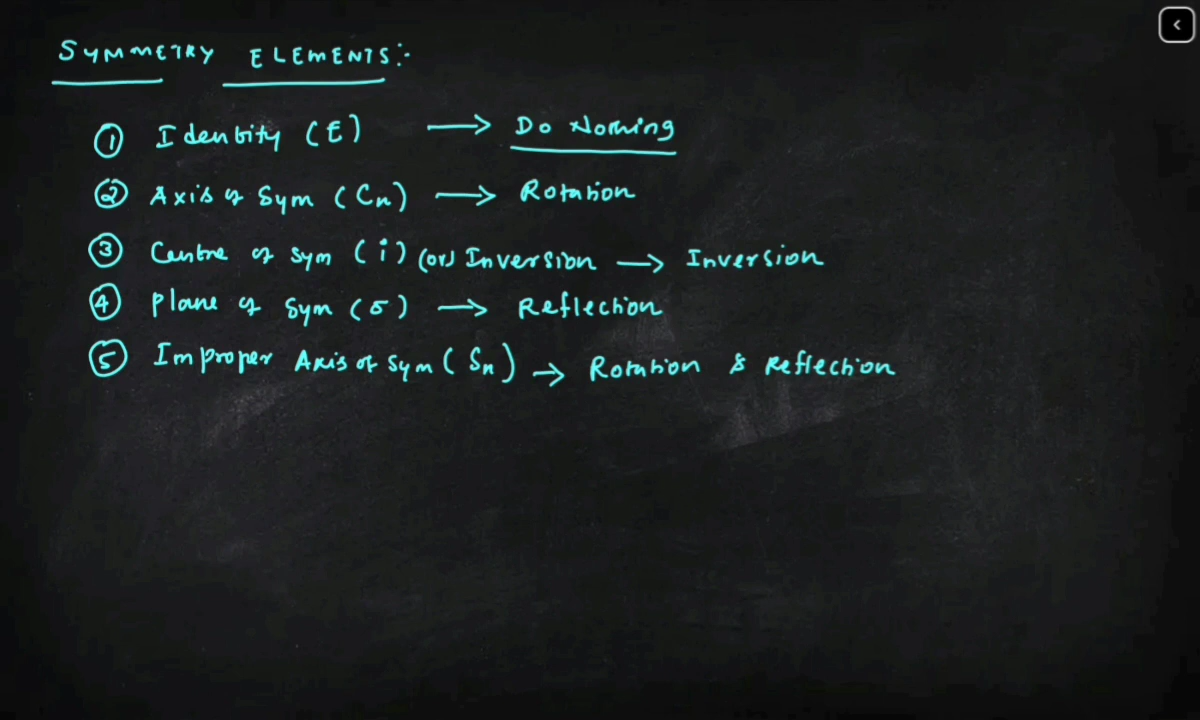 SYMMETRY ELEMENTS:-
① Identity (E) → Do Nothing
② Axis of Sym (Cn) → Rotation
③ Centre of Sym (i) (or) Inversion → Inversion
④ Plane of Sym (σ) → Reflection
⑤ Improper Axis of Sym (Sn) → Rotation & Reflection